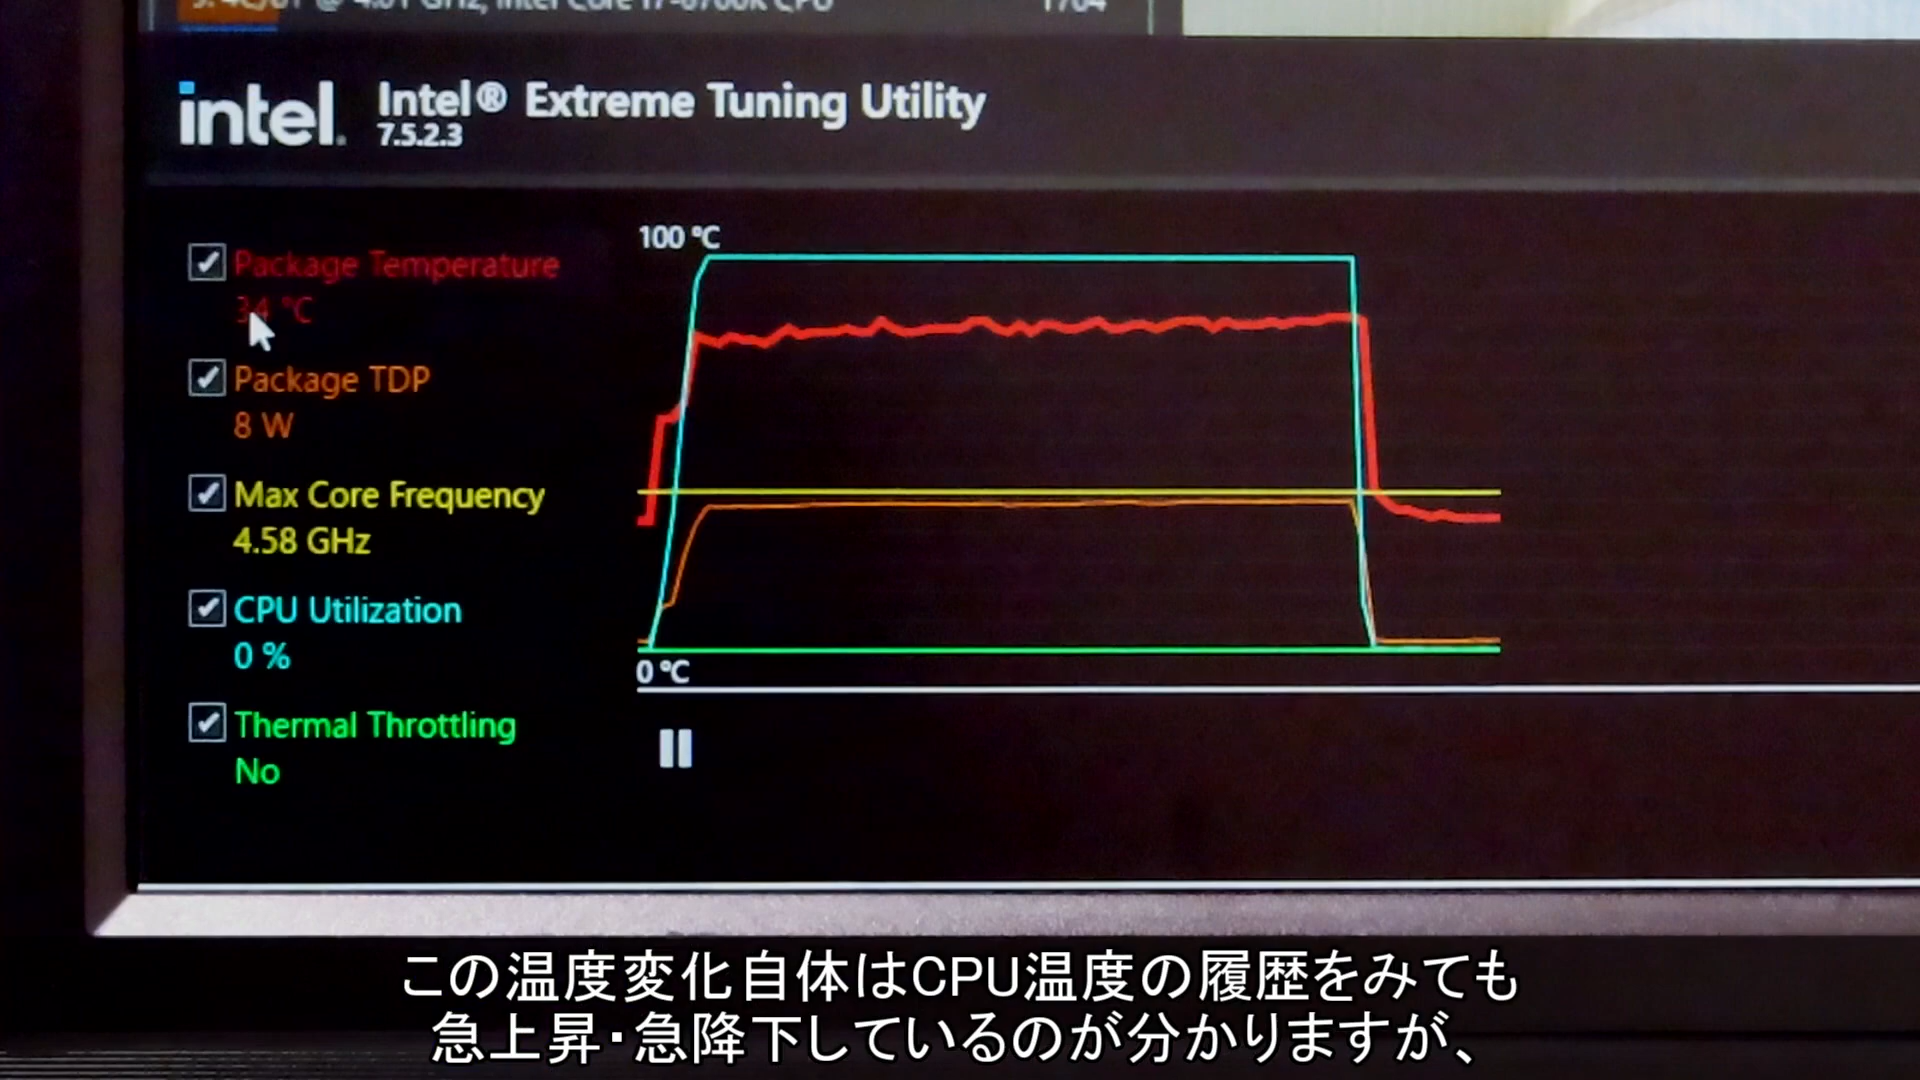 intel.
Intel® Extreme Tuning Utility
7.5.2.3
100 °C
Package Temperature
34 °C
Package TDP
8 W
Max Core Frequency
4.58 GHz
CPU Utilization
0 %
0 °C
Thermal Throttling
No
この温度変化自体はCPU温度の履歴をみても
急上昇・急降下しているのが分かりますが、